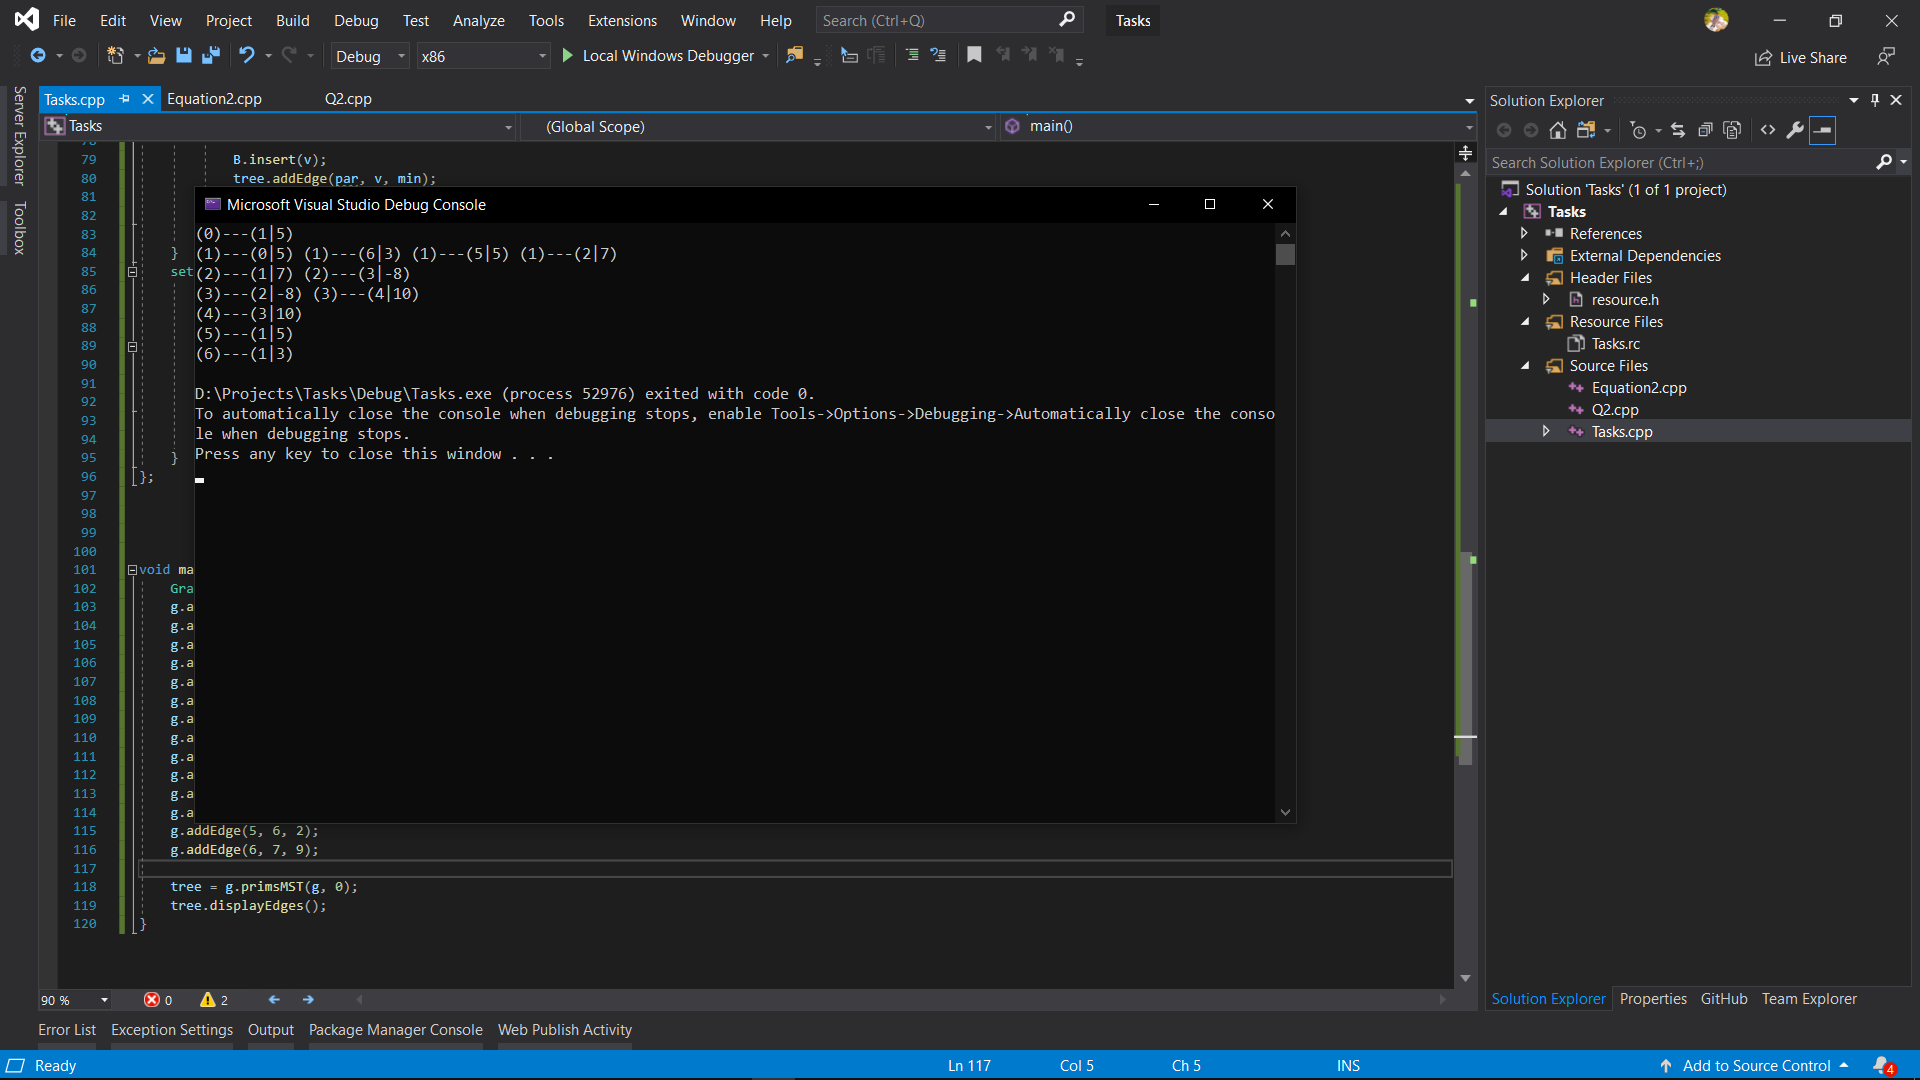 File Edit View Project Build Debug Test Analyze Tools Extensions Window Help Search (Ctrl+Q) Tasks
Debug x86 Local Windows Debugger Live Share
Server Explorer
Toolbox
Tasks.cpp Equation2.cpp Q2.cpp
Tasks (Global Scope) main()
79 B.insert(v);
80 tree.addEdge(par, v, min);
81
82
83
84 }
85 set
86
87
88
89
90
91
92
93
94
95 }
96 };
97
98
99
100
101 void ma
102 Gra
103 g.a
104 g.a
105 g.a
106 g.a
107 g.a
108 g.a
109 g.a
110 g.a
111 g.a
112 g.a
113 g.a
114 g.a
115 g.addEdge(5, 6, 2);
116 g.addEdge(6, 7, 9);
117
118 tree = g.primsMST(g, 0);
119 tree.displayEdges();
120 }
Microsoft Visual Studio Debug Console
(0)---(1|5)
(1)---(0|5) (1)---(6|3) (1)---(5|5) (1)---(2|7)
(2)---(1|7) (2)---(3|-8)
(3)---(2|-8) (3)---(4|10)
(4)---(3|10)
(5)---(1|5)
(6)---(1|3)
D:\Projects\Tasks\Debug\Tasks.exe (process 52976) exited with code 0.
To automatically close the console when debugging stops, enable Tools->Options->Debugging->Automatically close the conso
le when debugging stops.
Press any key to close this window . . .
Solution Explorer
Search Solution Explorer (Ctrl+;)
Solution 'Tasks' (1 of 1 project)
Tasks
References
External Dependencies
Header Files
resource.h
Resource Files
Tasks.rc
Source Files
Equation2.cpp
Q2.cpp
Tasks.cpp
90 % 0 2
Solution Explorer Properties GitHub Team Explorer
Error List Exception Settings Output Package Manager Console Web Publish Activity
Ready Ln 117 Col 5 Ch 5 INS Add to Source Control 4